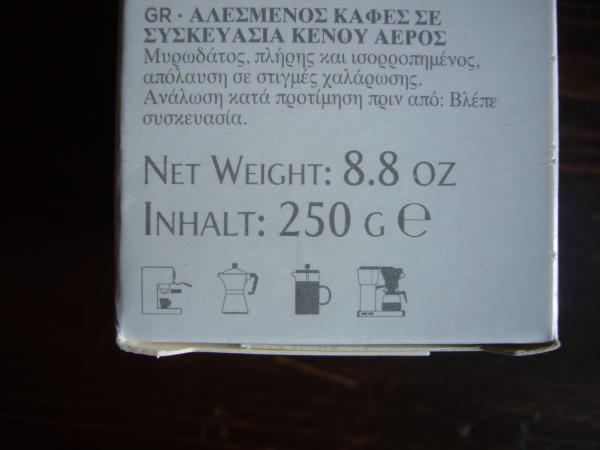 GR · ΑΛΕΣΜΕΝΟΣ ΚΑΦΕΣ ΣΕ
ΣΥΣΚΕΥΑΣΙΑ ΚΕΝΟΥ ΑΕΡΟΣ
Μυρωδάτος, πλήρης και ισορροπημένος,
απόλαυση σε στιγμές χαλάρωσης.
Ανάλωση κατά προτίμηση πριν από: Βλέπε
συσκευασία.
NET WEIGHT: 8.8 OZ
INHALT: 250 G ℮